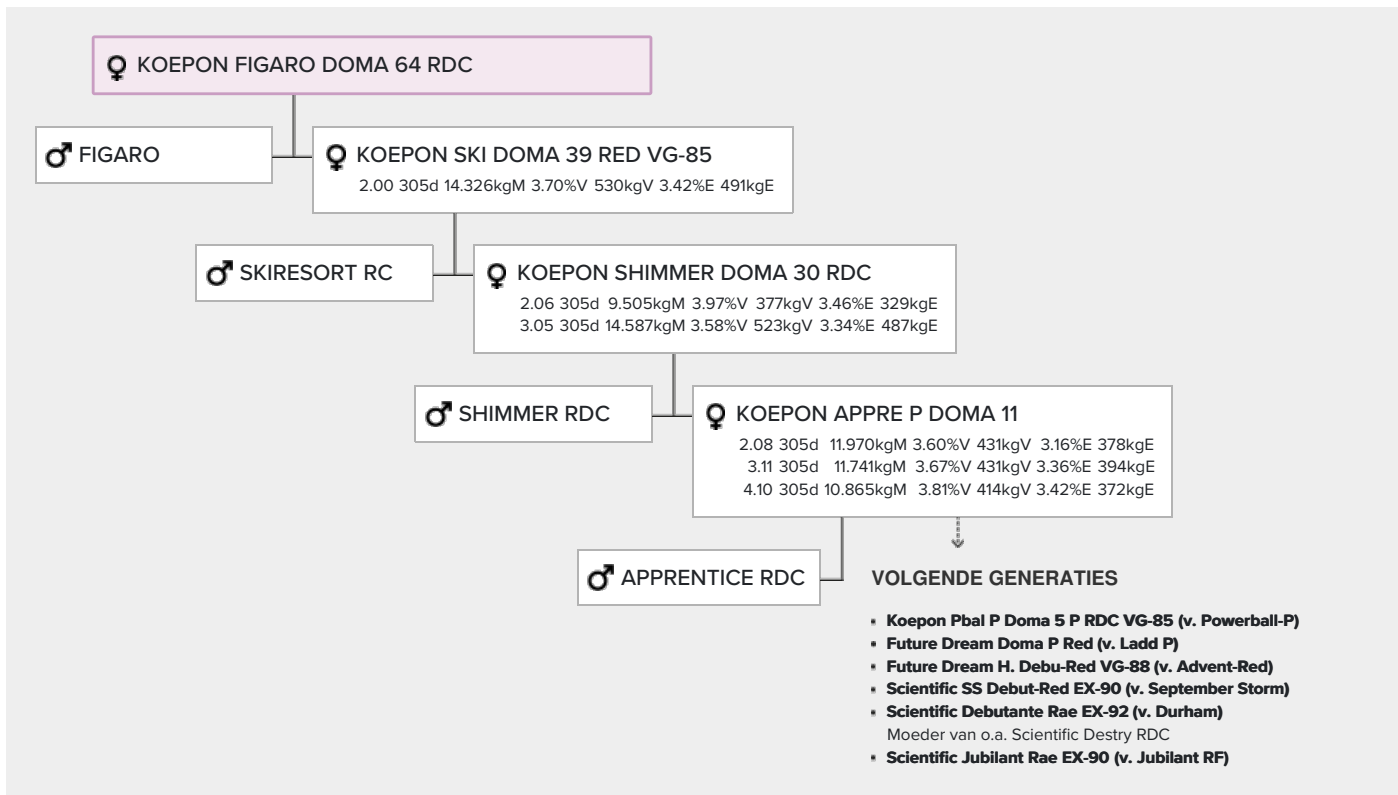 KOEPON FIGARO DOMA 64 RDC
FIGARO
KOEPON SKI DOMA 39 RED VG-85
2.00 305d 14.326kgM 3.70%V 530kgV 3.42%E 491kgE
SKIRESORT RC
KOEPON SHIMMER DOMA 30 RDC
2.06 305d 9.505kgM 3.97%V 377kgV 3.46%E 329kgE
3.05 305d 14.587kgM 3.58%V 523kgV 3.34%E 487kgE
SHIMMER RDC
KOEPON APPRE P DOMA 11
2.08 305d 11.970kgM 3.60%V 431kgV 3.16%E 378kgE
3.11 305d 11.741kgM 3.67%V 431kgV 3.36%E 394kgE
4.10 305d 10.865kgM 3.81%V 414kgV 3.42%E 372kgE
APPRENTICE RDC
VOLGENDE GENERATIES
Koepon Pbal P Doma 5 P RDC VG-85 (v. Powerball-P)
Future Dream Doma P Red (v. Ladd P)
Future Dream H. Debu-Red VG-88 (v. Advent-Red)
Scientific SS Debut-Red EX-90 (v. September Storm)
Scientific Debutante Rae EX-92 (v. Durham)
Moeder van o.a. Scientific Destry RDC
Scientific Jubilant Rae EX-90 (v. Jubilant RF)